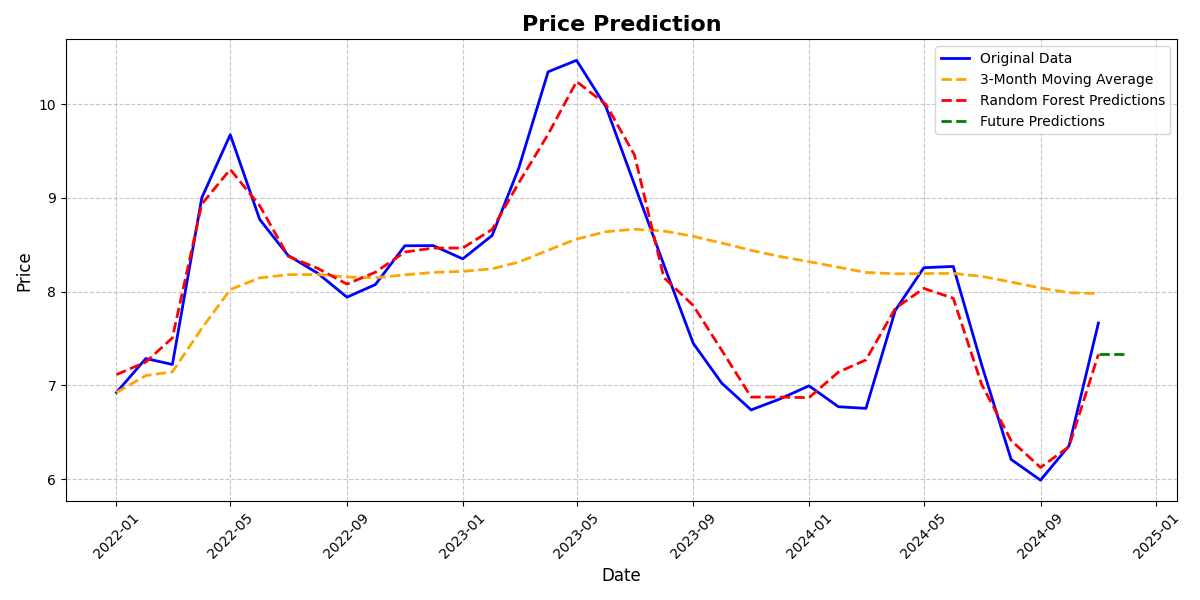 Price Prediction
Original Data
3-Month Moving Average
Random Forest Predictions
Future Predictions
Price
10
9
8
7
6
2022-01
2022-05
2022-09
2023-01
2023-05
2023-09
2024-01
2024-05
2024-09
2025-01
Date